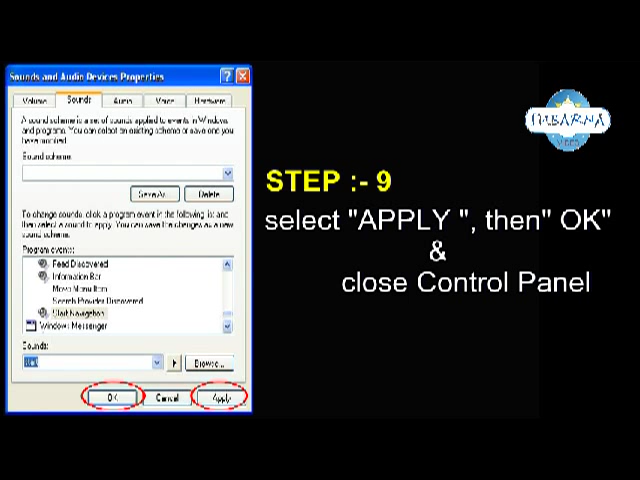 Sounds and Audio Devices Properties
Volume Sounds Audio Voice Hardware
A sound scheme is a set of sounds applied to events in Windows
and programs. You can select an existing scheme or save one you
have modified.
Sound scheme:
Save As... Delete
To change sounds, click a program event in the following list and
then select a sound to apply. You can save the changes as a new
sound scheme.
Program events:
Feed Discovered
Information Bar
Move Menu Item
Search Provider Discovered
Start Navigation
Windows Messenger
Sounds:
Browse...
OK Cancel Apply
VIDEO
STEP :- 9
select "APPLY ", then" OK"
&
close Control Panel